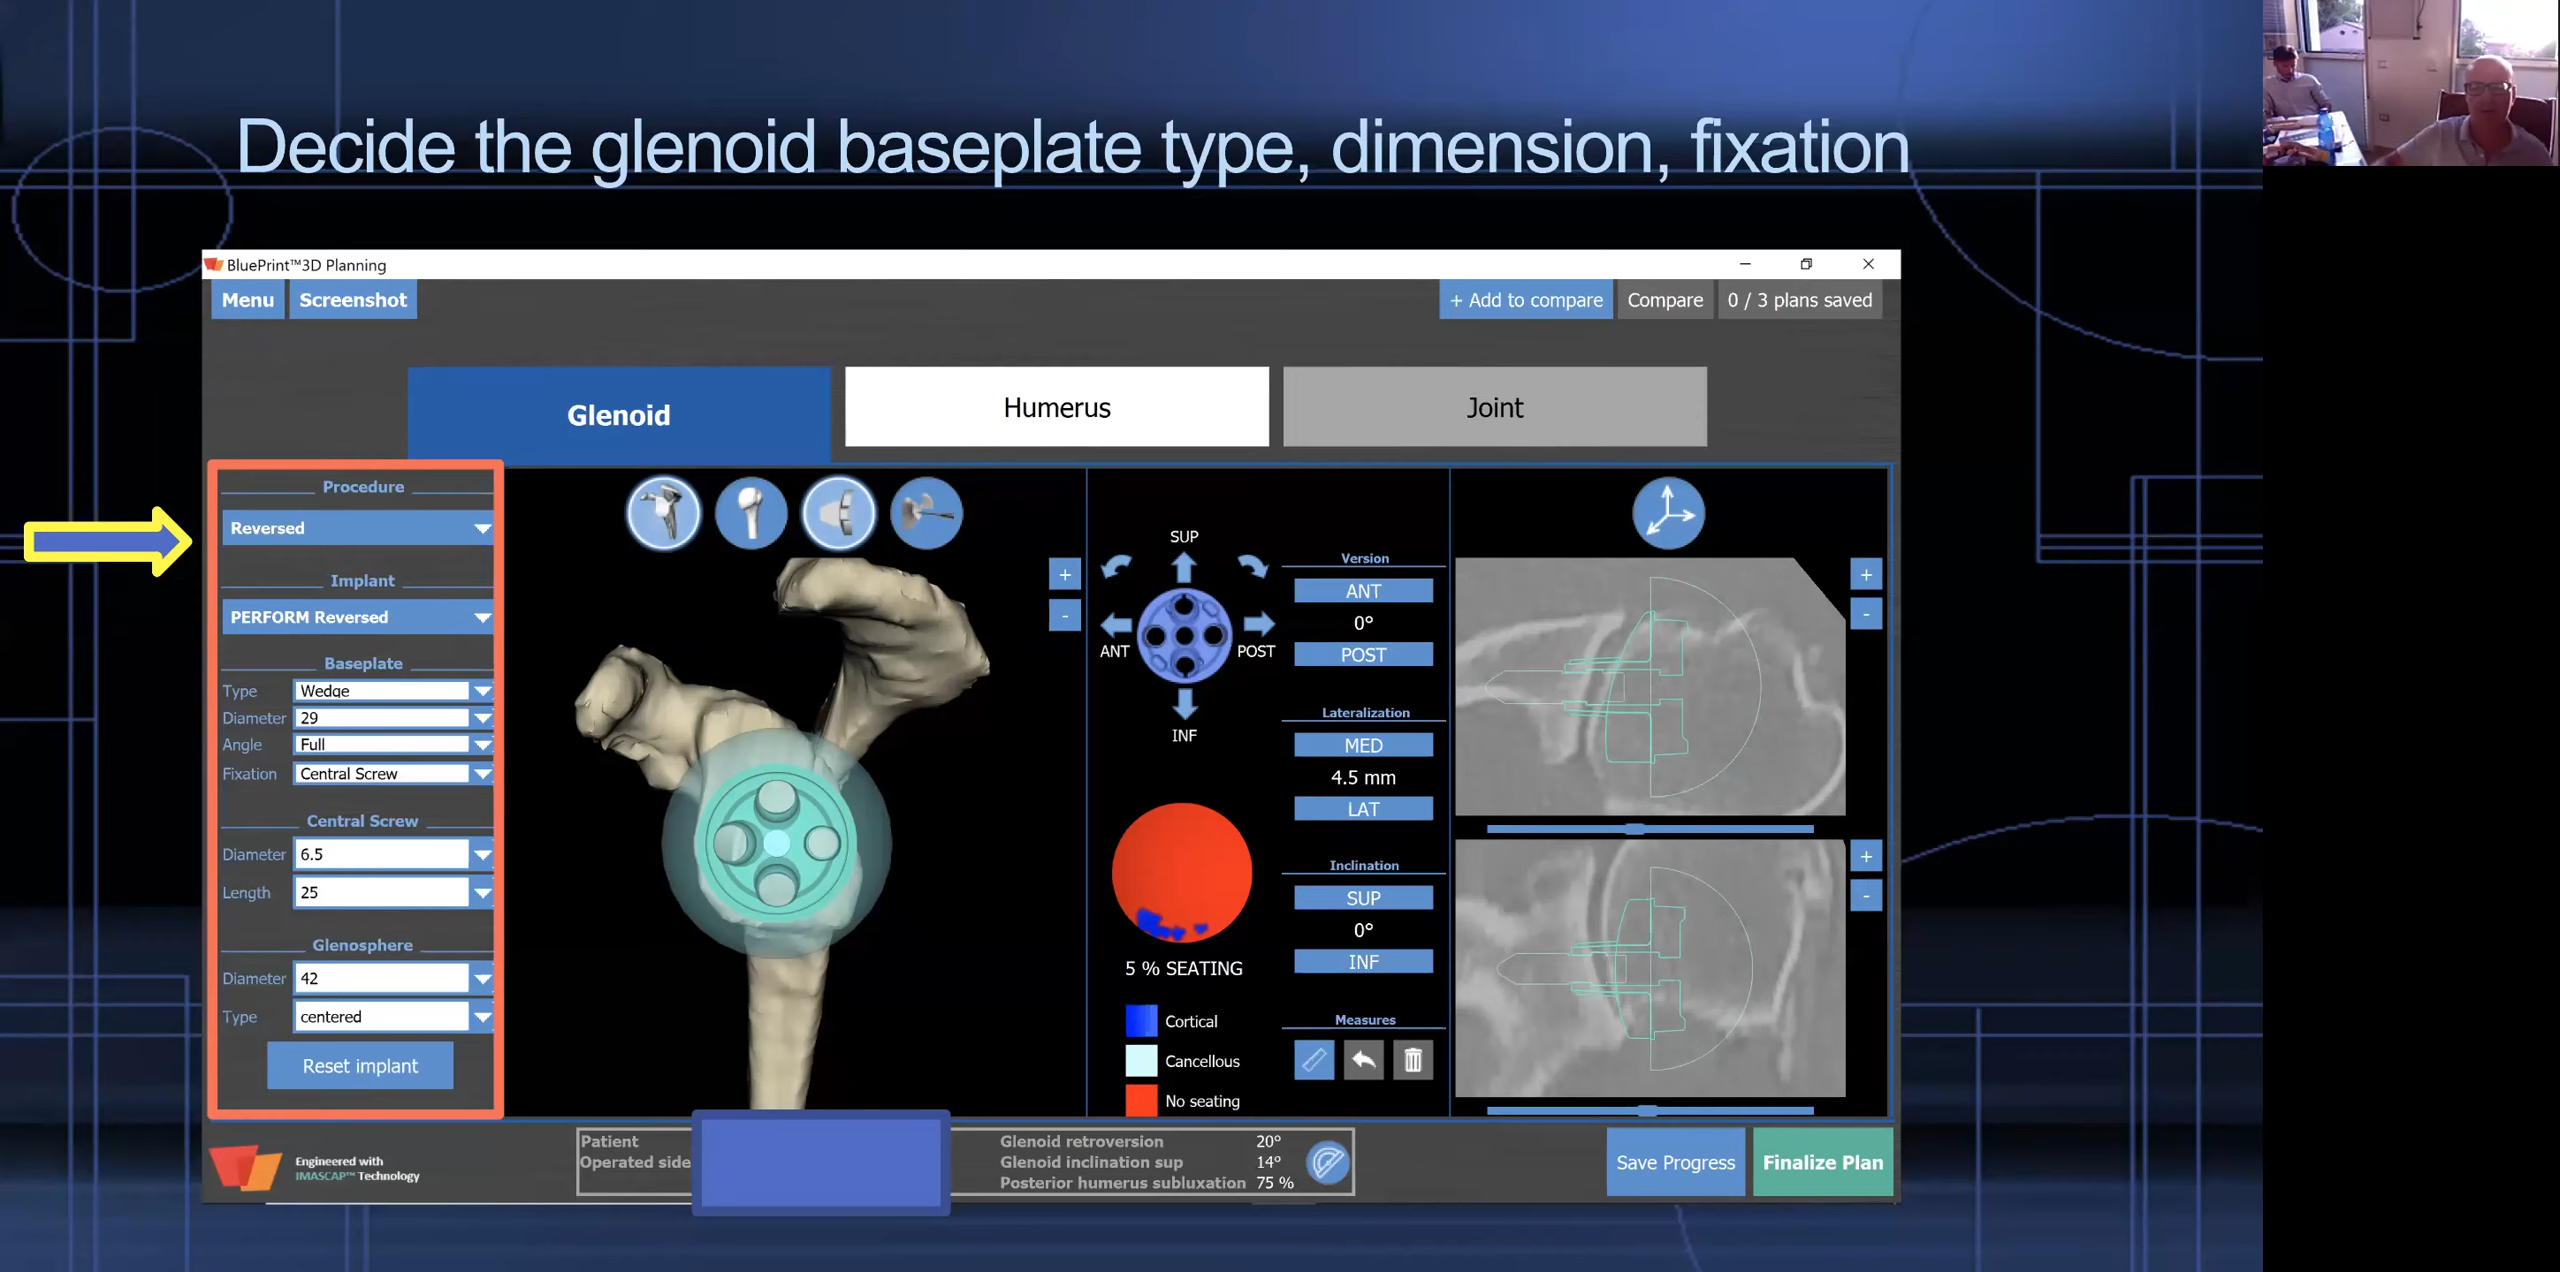 Decide the glenoid baseplate type, dimension, fixation
BluePrint™3D Planning
Menu Screenshot
+ Add to compare Compare 0 / 3 plans saved
Glenoid Humerus Joint
Procedure
Reversed
Implant
PERFORM Reversed
Baseplate
Type Wedge
Diameter 29
Angle Full
Fixation Central Screw
Central Screw
Diameter 6.5
Length 25
Glenosphere
Diameter 42
Type centered
Reset implant
+
-
SUP
ANT POST
INF
5 % SEATING
Cortical
Cancellous
No seating
Version
ANT
0°
POST
Lateralization
MED
4.5 mm
LAT
Inclination
SUP
0°
INF
Measures
+
-
+
-
Engineered with
IMASCAP™ Technology
Patient
Operated side
Glenoid retroversion 20°
Glenoid inclination sup 14°
Posterior humerus subluxation 75 %
Save Progress Finalize Plan